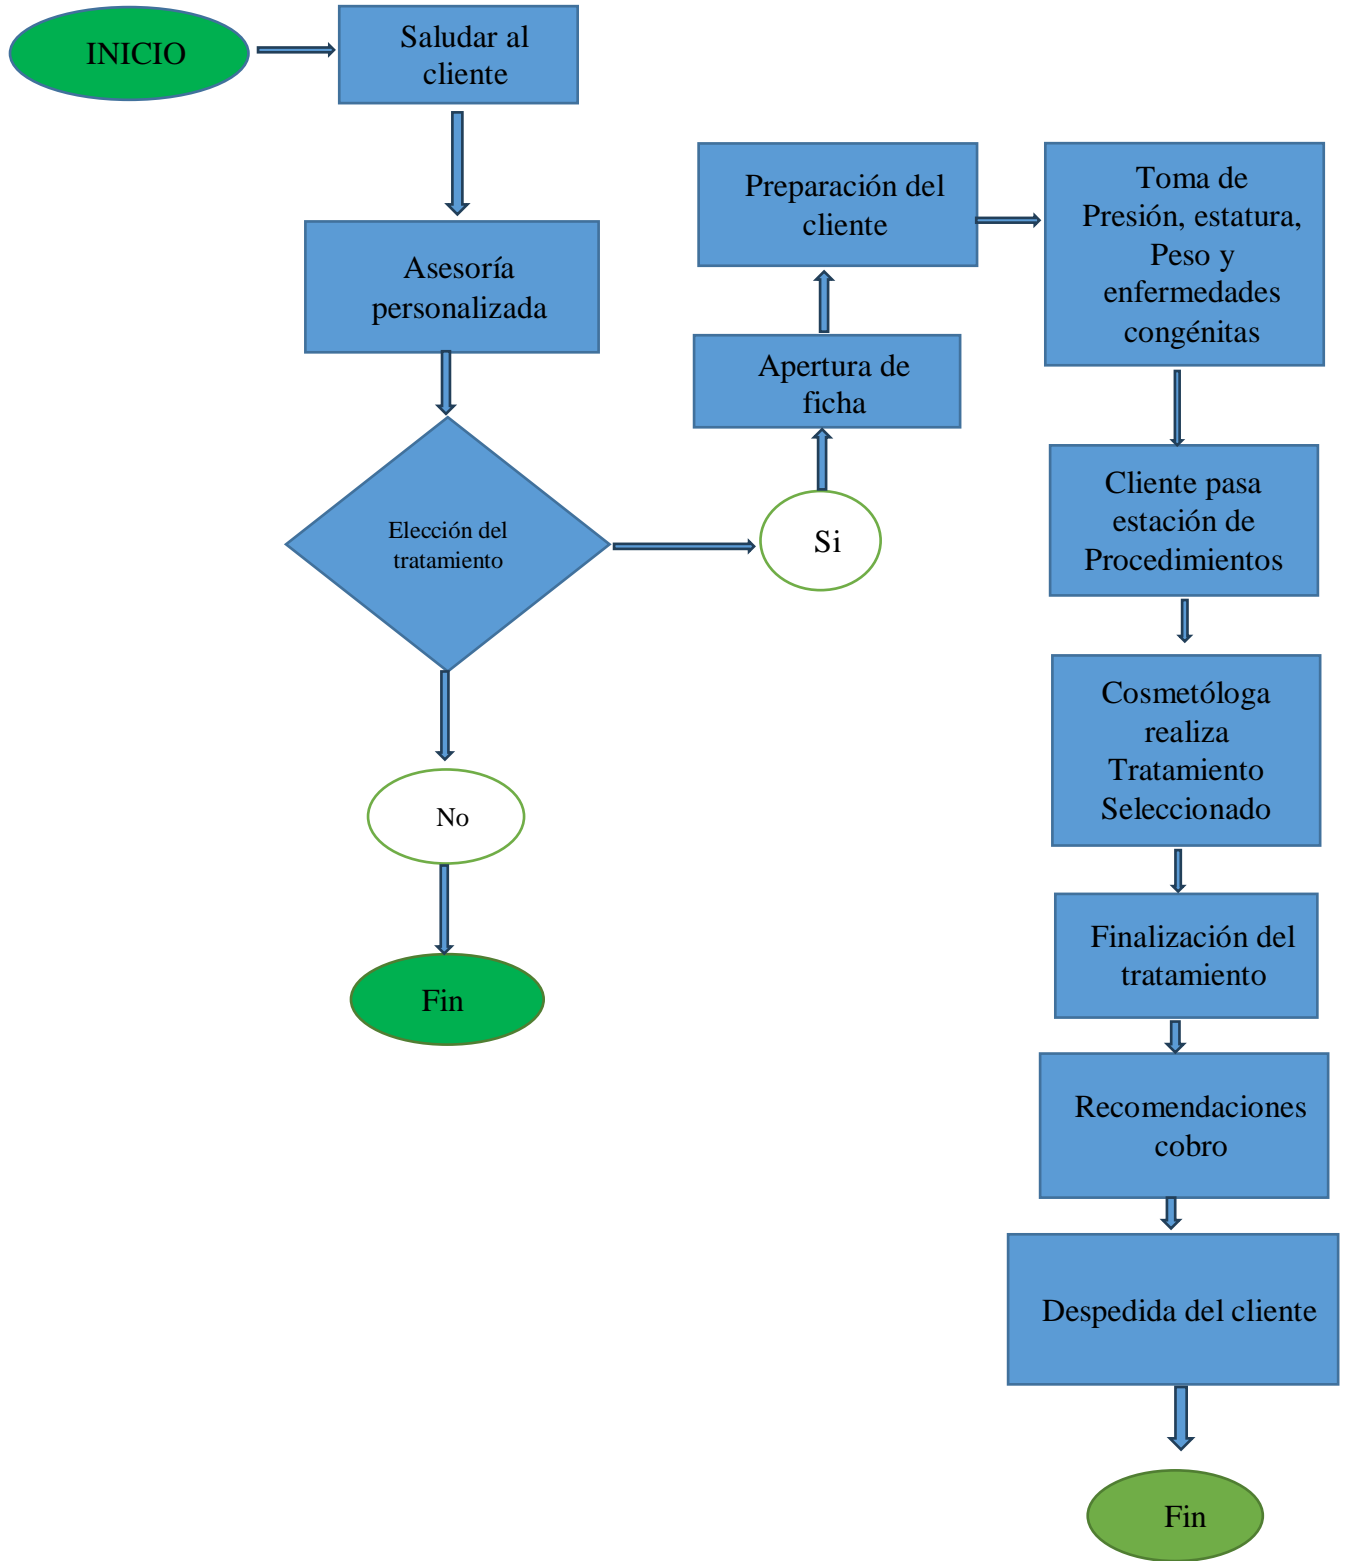 INICIO
Saludar al
cliente
Asesoría
personalizada
Elección del
tratamiento
No
Fin
Si
Apertura de
ficha
Preparación del
cliente
Toma de
Presión, estatura,
Peso y
enfermedades
congénitas
Cliente pasa
estación de
Procedimientos
Cosmetóloga
realiza
Tratamiento
Seleccionado
Finalización del
tratamiento
Recomendaciones
cobro
Despedida del cliente
Fin